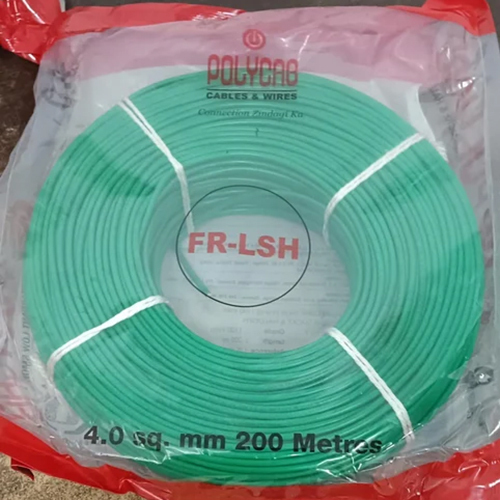 POLYCAB
CABLES & WIRES
Connection Zindagi Ka
FR-LSH
4.0 sq. mm 200 Metres